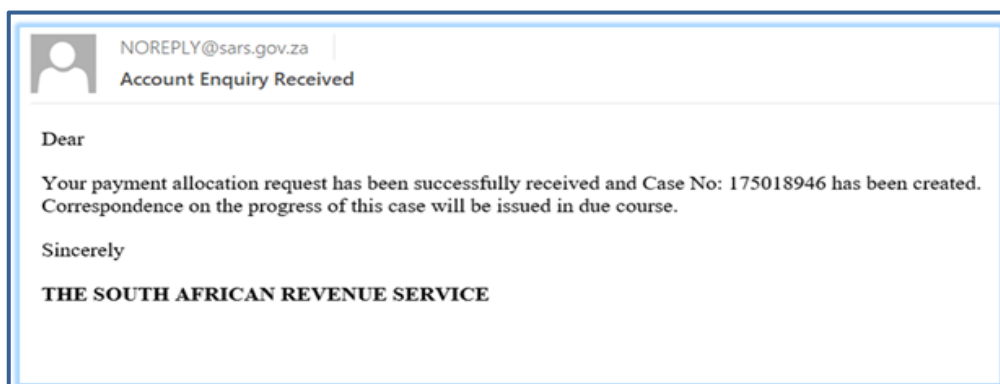 NOREPLY@sars.gov.za
Account Enquiry Received
Dear
Your payment allocation request has been successfully received and Case No: 175018946 has been created.
Correspondence on the progress of this case will be issued in due course.
Sincerely
THE SOUTH AFRICAN REVENUE SERVICE